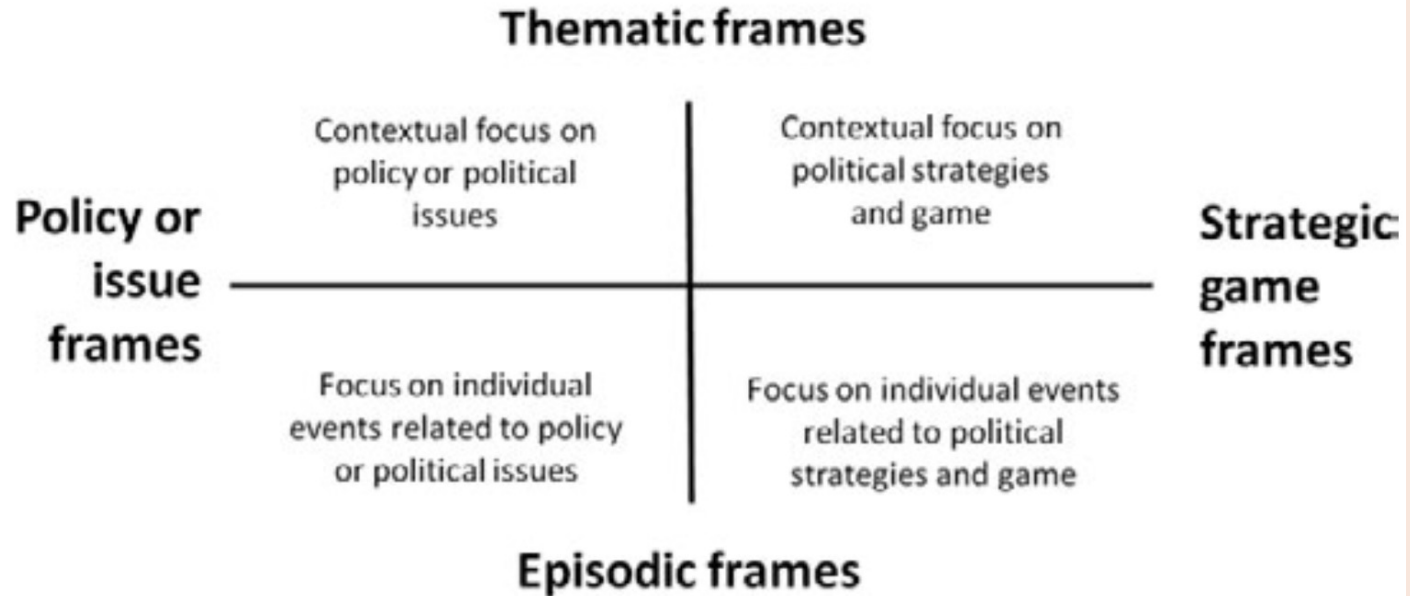 Thematic frames
Contextual focus on
policy or political
issues
Contextual focus on
political strategies
and game
Policy or
issue
frames
Strategic
game
frames
Focus on individual
events related to policy
or political issues
Focus on individual events
related to political
strategies and game
Episodic frames